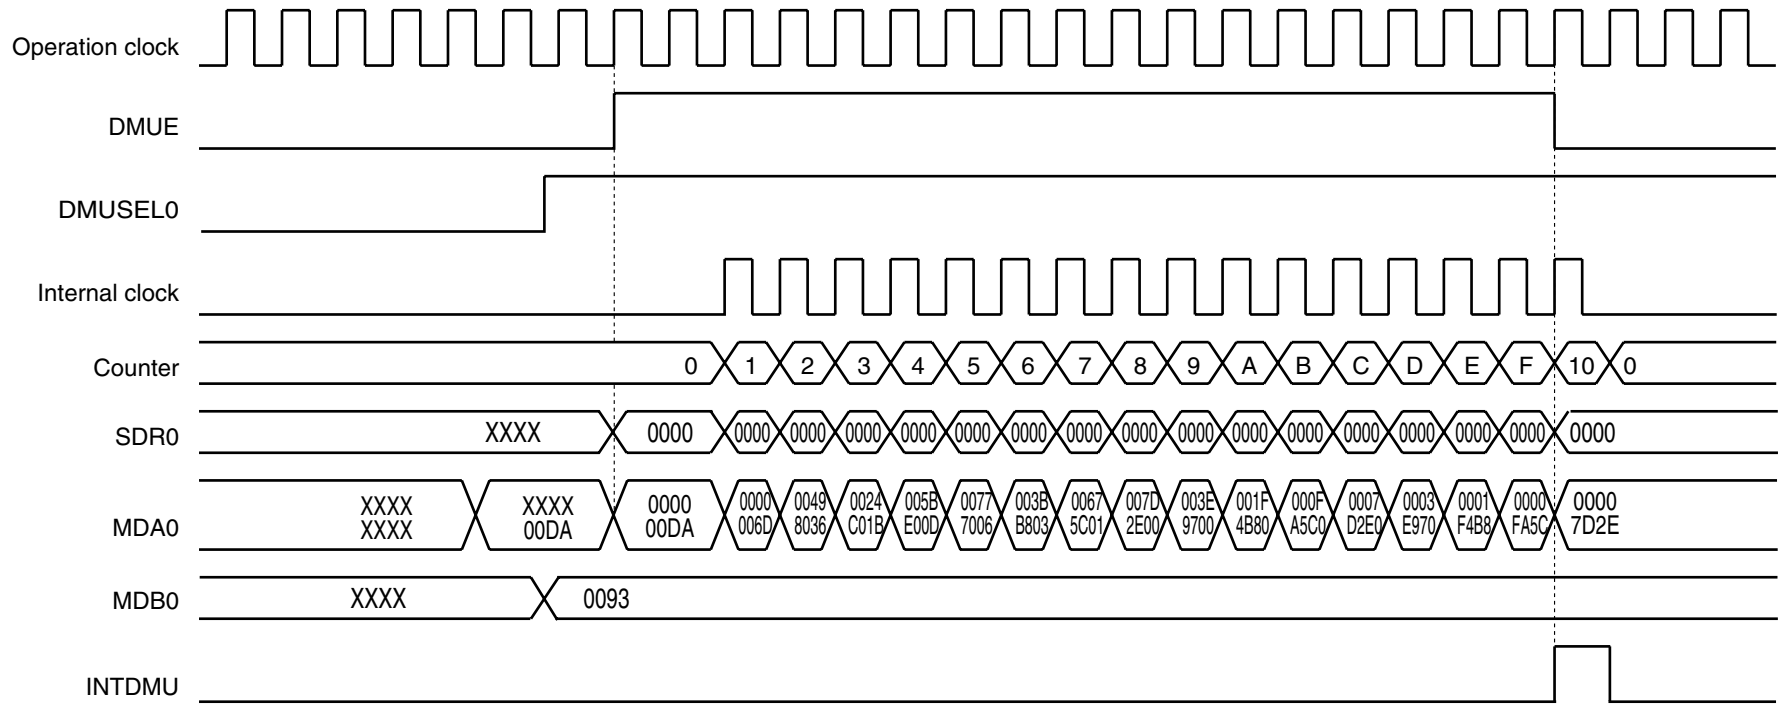 Operation clock
DMUE
DMUSEL0
Internal clock
Counter 0 1 2 3 4 5 6 7 8 9 A B C D E F 10 0
SDR0 XXXX 0000 0000 0000 0000 0000 0000 0000 0000 0000 0000 0000 0000 0000 0000 0000 0000 0000
XXXX XXXX 0000 0000 0049 0024 005B 0077 003B 0067 007D 003E 001F 000F 0007 0003 0001 0000 0000
MDA0 XXXX 00DA 00DA 006D 8036 C01B E00D 7006 B803 5C01 2E00 9700 4B80 A5C0 D2E0 E970 F4B8 FA5C 7D2E
MDB0 XXXX 0093
INTDMU